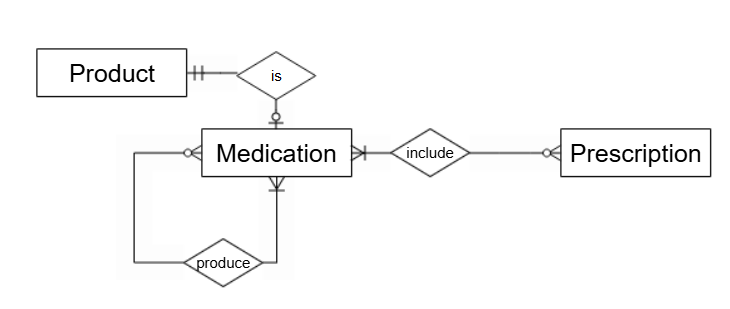 Product
is
Medication
include
Prescription
produce